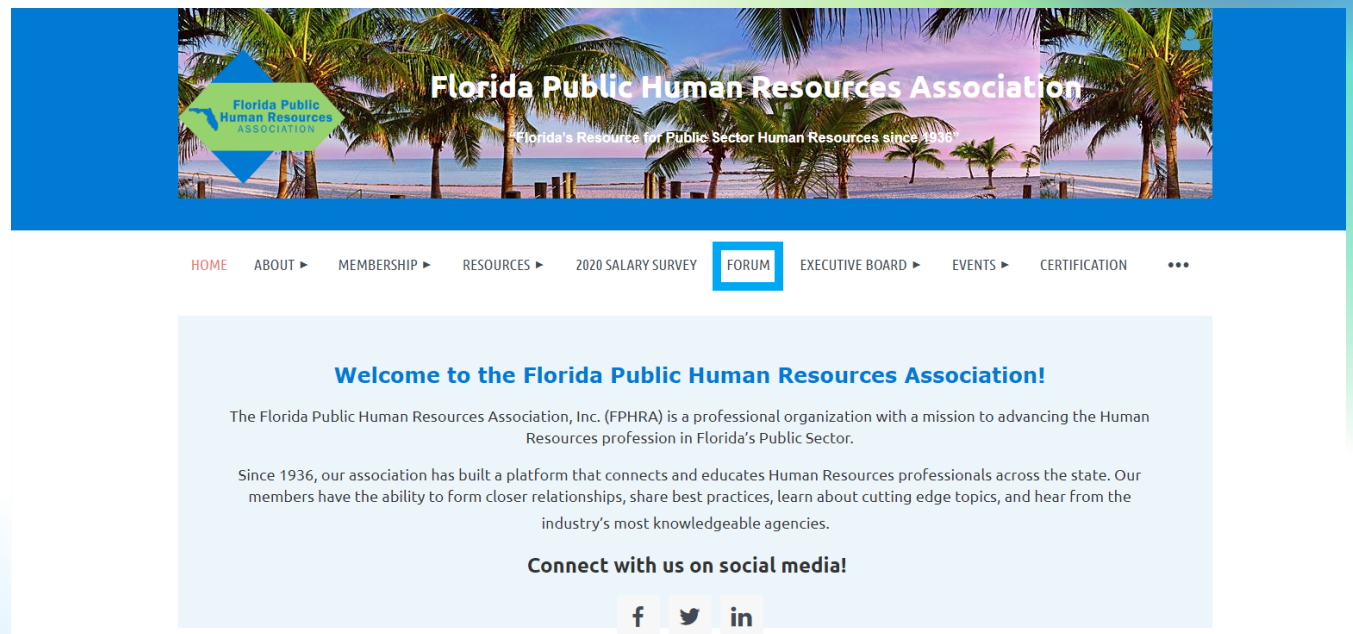 Florida Public Human Resources Association
Florida Public
Human Resources
ASSOCIATION
"Florida's Resource for Public Sector Human Resources since 1936"
HOME ABOUT ► MEMBERSHIP ► RESOURCES ► 2020 SALARY SURVEY FORUM EXECUTIVE BOARD ► EVENTS ► CERTIFICATION •••
Welcome to the Florida Public Human Resources Association!
The Florida Public Human Resources Association, Inc. (FPHRA) is a professional organization with a mission to advancing the Human
Resources profession in Florida's Public Sector.
Since 1936, our association has built a platform that connects and educates Human Resources professionals across the state. Our
members have the ability to form closer relationships, share best practices, learn about cutting edge topics, and hear from the
industry's most knowledgeable agencies.
Connect with us on social media!